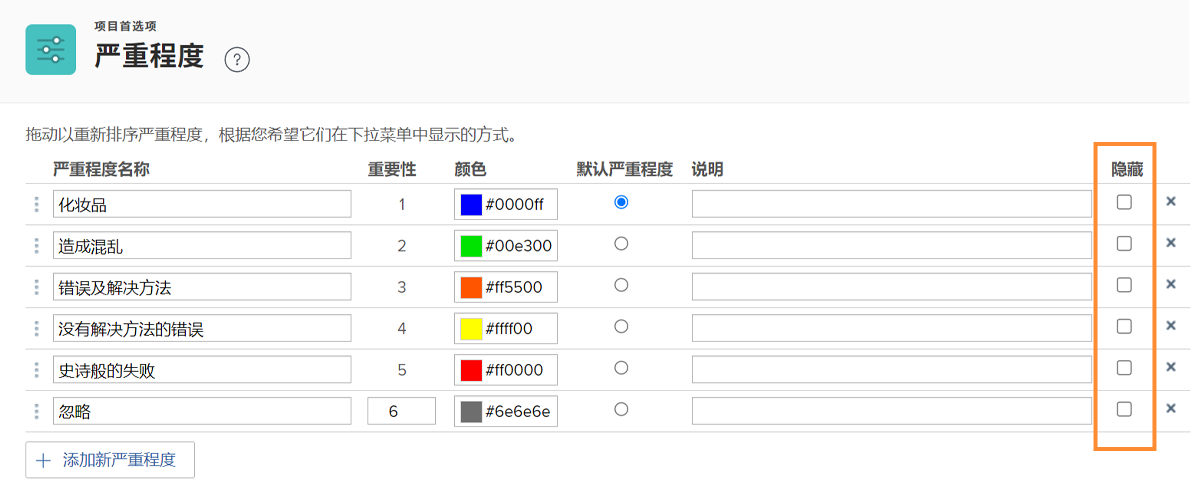 项目首选项
严重程度 ?
拖动以重新排序严重程度，根据您希望它们在下拉菜单中显示的方式。
严重程度名称 重要性 颜色 默认严重程度 说明 隐藏
化妆品 1 #0000ff
造成混乱 2 #00e300
错误及解决方法 3 #ff5500
没有解决方法的错误 4 #ffff00
史诗般的失败 5 #ff0000
忽略 6 #6e6e6e
添加新严重程度